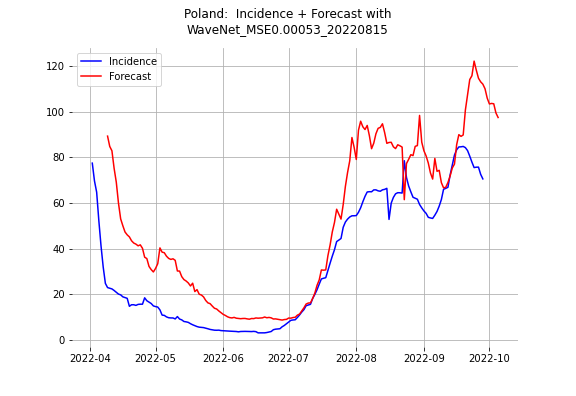 Poland:  Incidence + Forecast with
WaveNet_MSE0.00053_20220815
Incidence
Forecast
120
100
80
60
40
20
0
2022-04 2022-05 2022-06 2022-07 2022-08 2022-09 2022-10